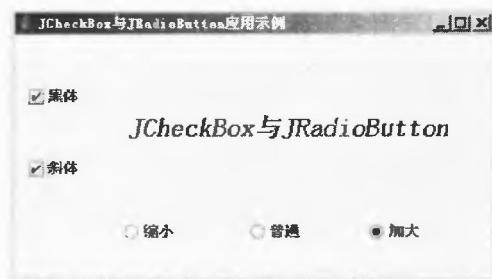 JCheckBox与JRadioButton应用示例
黑体
JCheckBox与JRadioButton
斜体
缩小 普通 加大